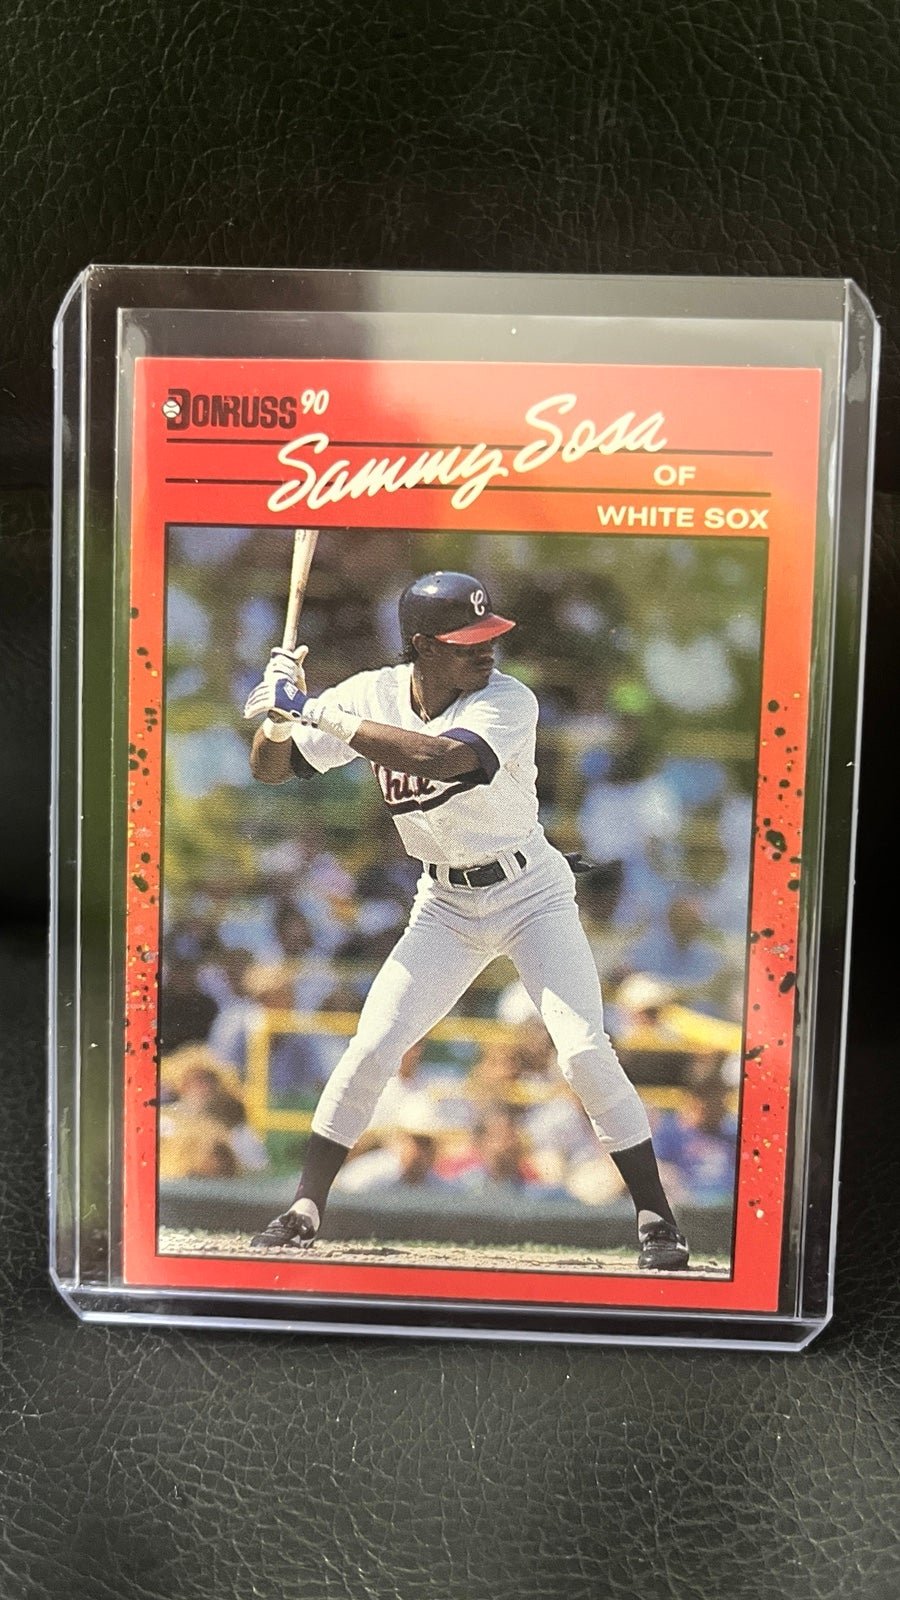 DONRUSS 90
Sammy Sosa
OF
WHITE SOX
C